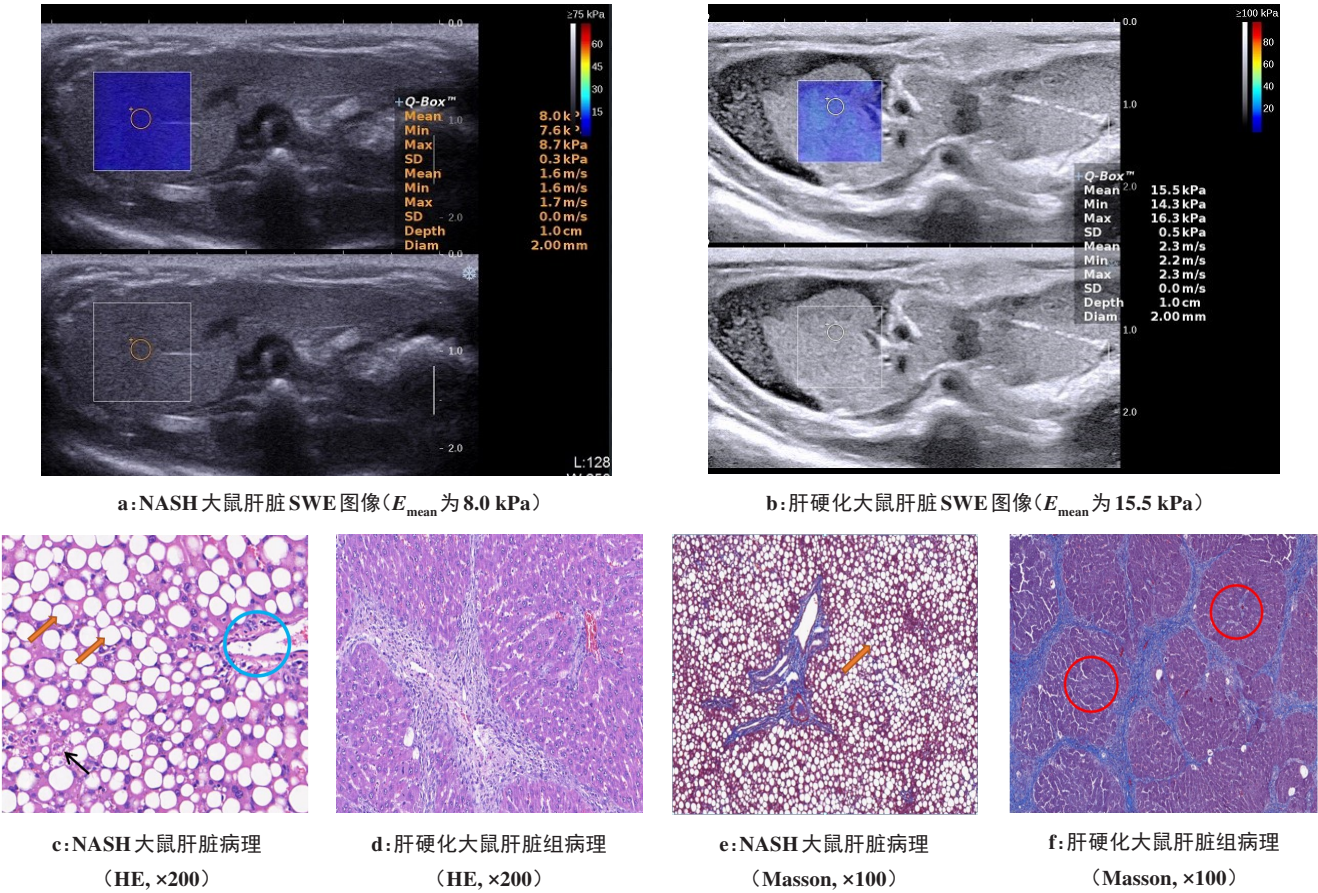 ≥75 kPa
60
45
30
15
0.0
+Q-Box™
Mean 8.0 k
Min 7.6 k
Max 8.7 kPa
SD 0.3 kPa
Mean 1.6 m/s
Min 1.6 m/s
Max 1.7 m/s
SD 0.0 m/s
Depth 1.0 cm
Diam 2.00 mm
1.0
2.0
0.0
1.0
2.0
L:128
≥100 kPa
80
60
40
20
0.0
1.0
2.0
+Q-Box™
Mean 15.5 kPa
Min 14.3 kPa
Max 16.3 kPa
SD 0.5 kPa
Mean 2.3 m/s
Min 2.2 m/s
Max 2.3 m/s
SD 0.0 m/s
Depth 1.0 cm
Diam 2.00 mm
1.0
2.0
a:NASH大鼠肝脏SWE图像(Emean为8.0 kPa)
b:肝硬化大鼠肝脏SWE图像(Emean为15.5 kPa)
c:NASH大鼠肝脏病理
(HE, ×200)
d:肝硬化大鼠肝脏组病理
(HE, ×200)
e:NASH大鼠肝脏病理
(Masson, ×100)
f:肝硬化大鼠肝脏组病理
(Masson, ×100)